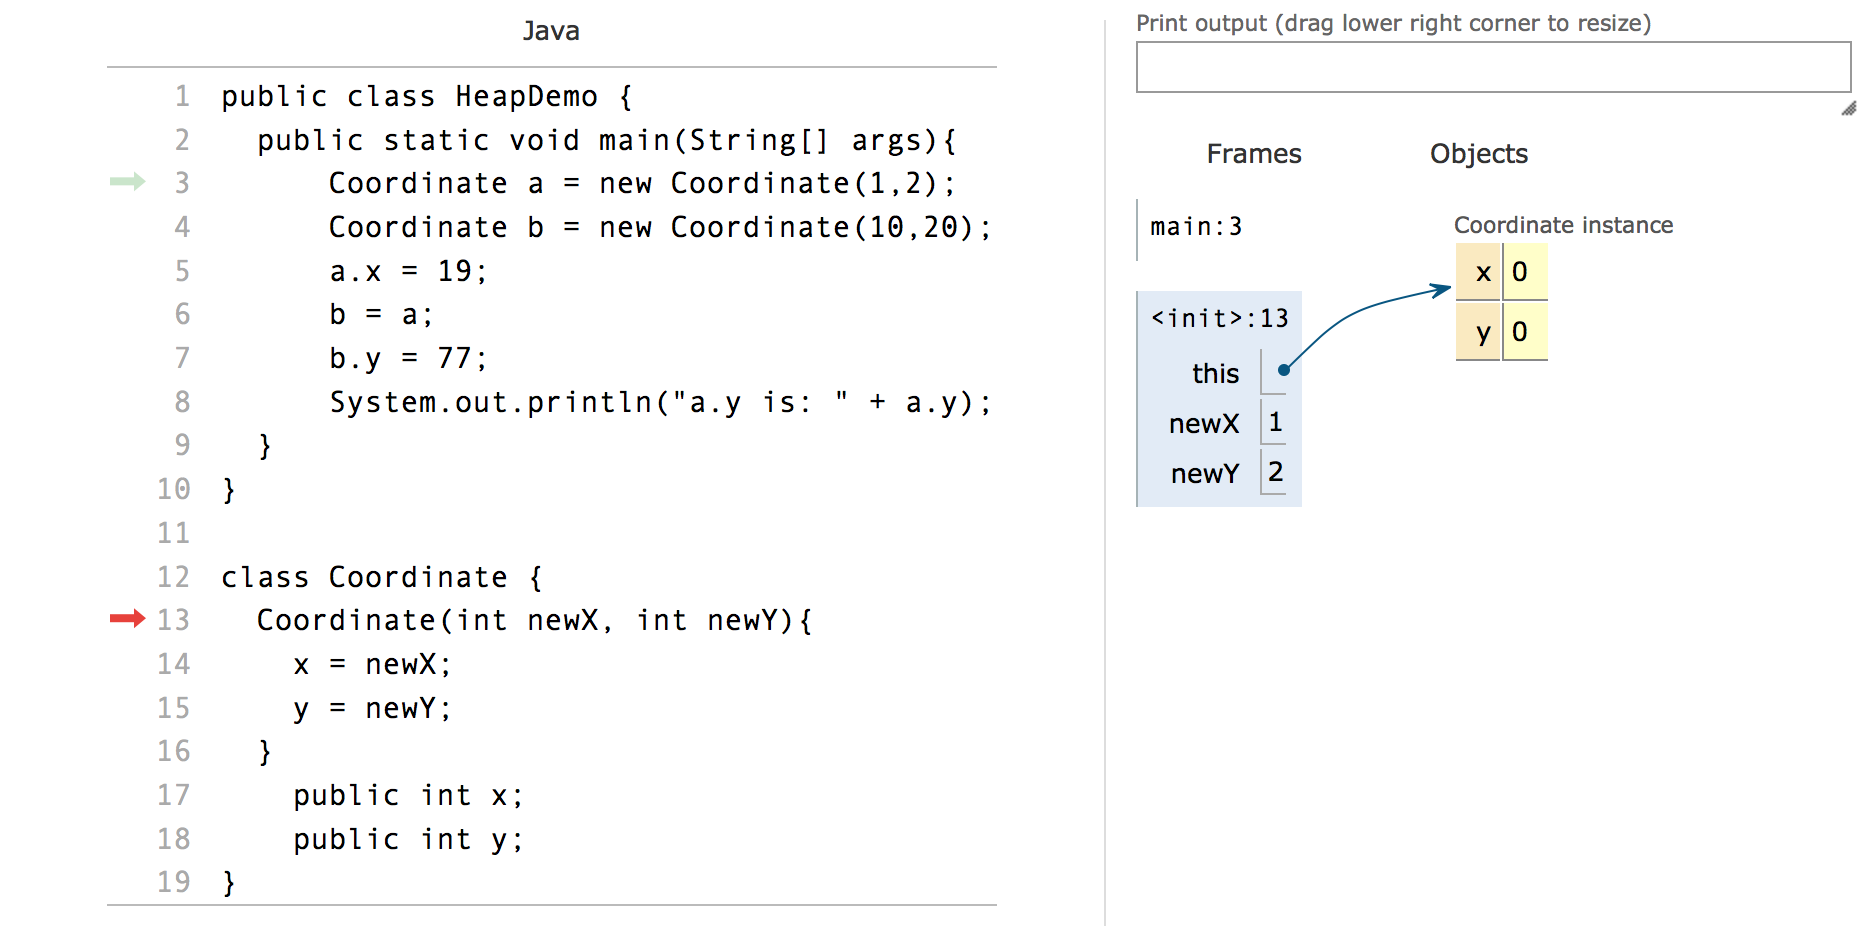 Java
1 public class HeapDemo {
2   public static void main(String[] args){
3       Coordinate a = new Coordinate(1,2);
4       Coordinate b = new Coordinate(10,20);
5       a.x = 19;
6       b = a;
7       b.y = 77;
8       System.out.println("a.y is: " + a.y);
9   }
10 }
11
12 class Coordinate {
13   Coordinate(int newX, int newY){
14     x = newX;
15     y = newY;
16   }
17     public int x;
18     public int y;
19 }
Print output (drag lower right corner to resize)
Frames Objects
main:3
<init>:13
this
newX 1
newY 2
Coordinate instance
x 0
y 0